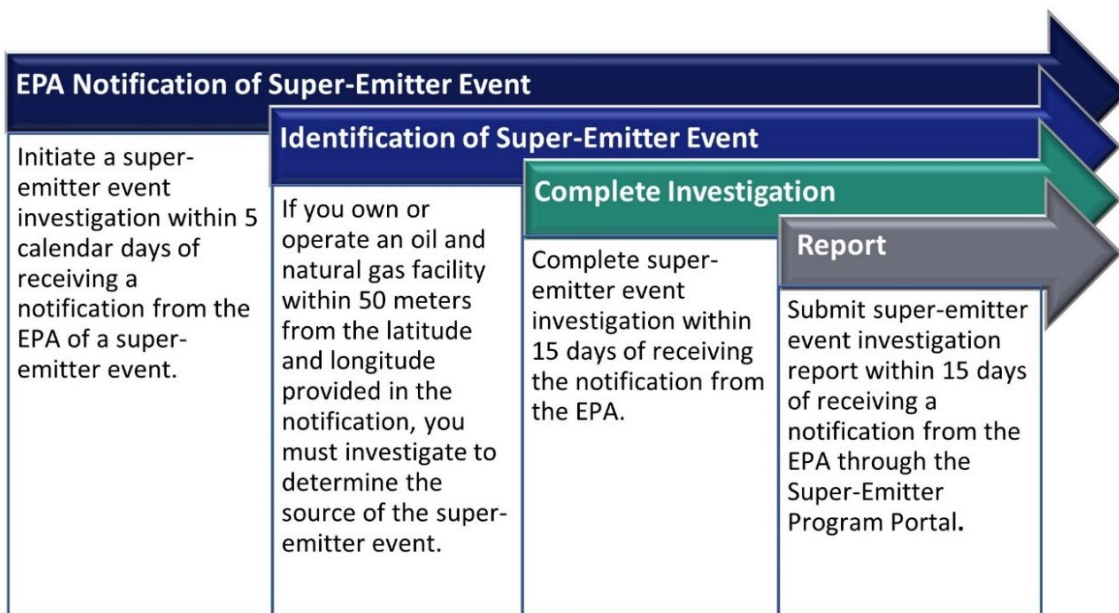 EPA Notification of Super-Emitter Event
Initiate a super-
emitter event
investigation within 5
calendar days of
receiving a
notification from the
EPA of a super-
emitter event.
Identification of Super-Emitter Event
If you own or
operate an oil and
natural gas facility
within 50 meters
from the latitude
and longitude
provided in the
notification, you
must investigate to
determine the
source of the super-
emitter event.
Complete Investigation
Complete super-
emitter event
investigation within
15 days of receiving
the notification from
the EPA.
Report
Submit super-emitter
event investigation
report within 15 days
of receiving a
notification from the
EPA through the
Super-Emitter
Program Portal.